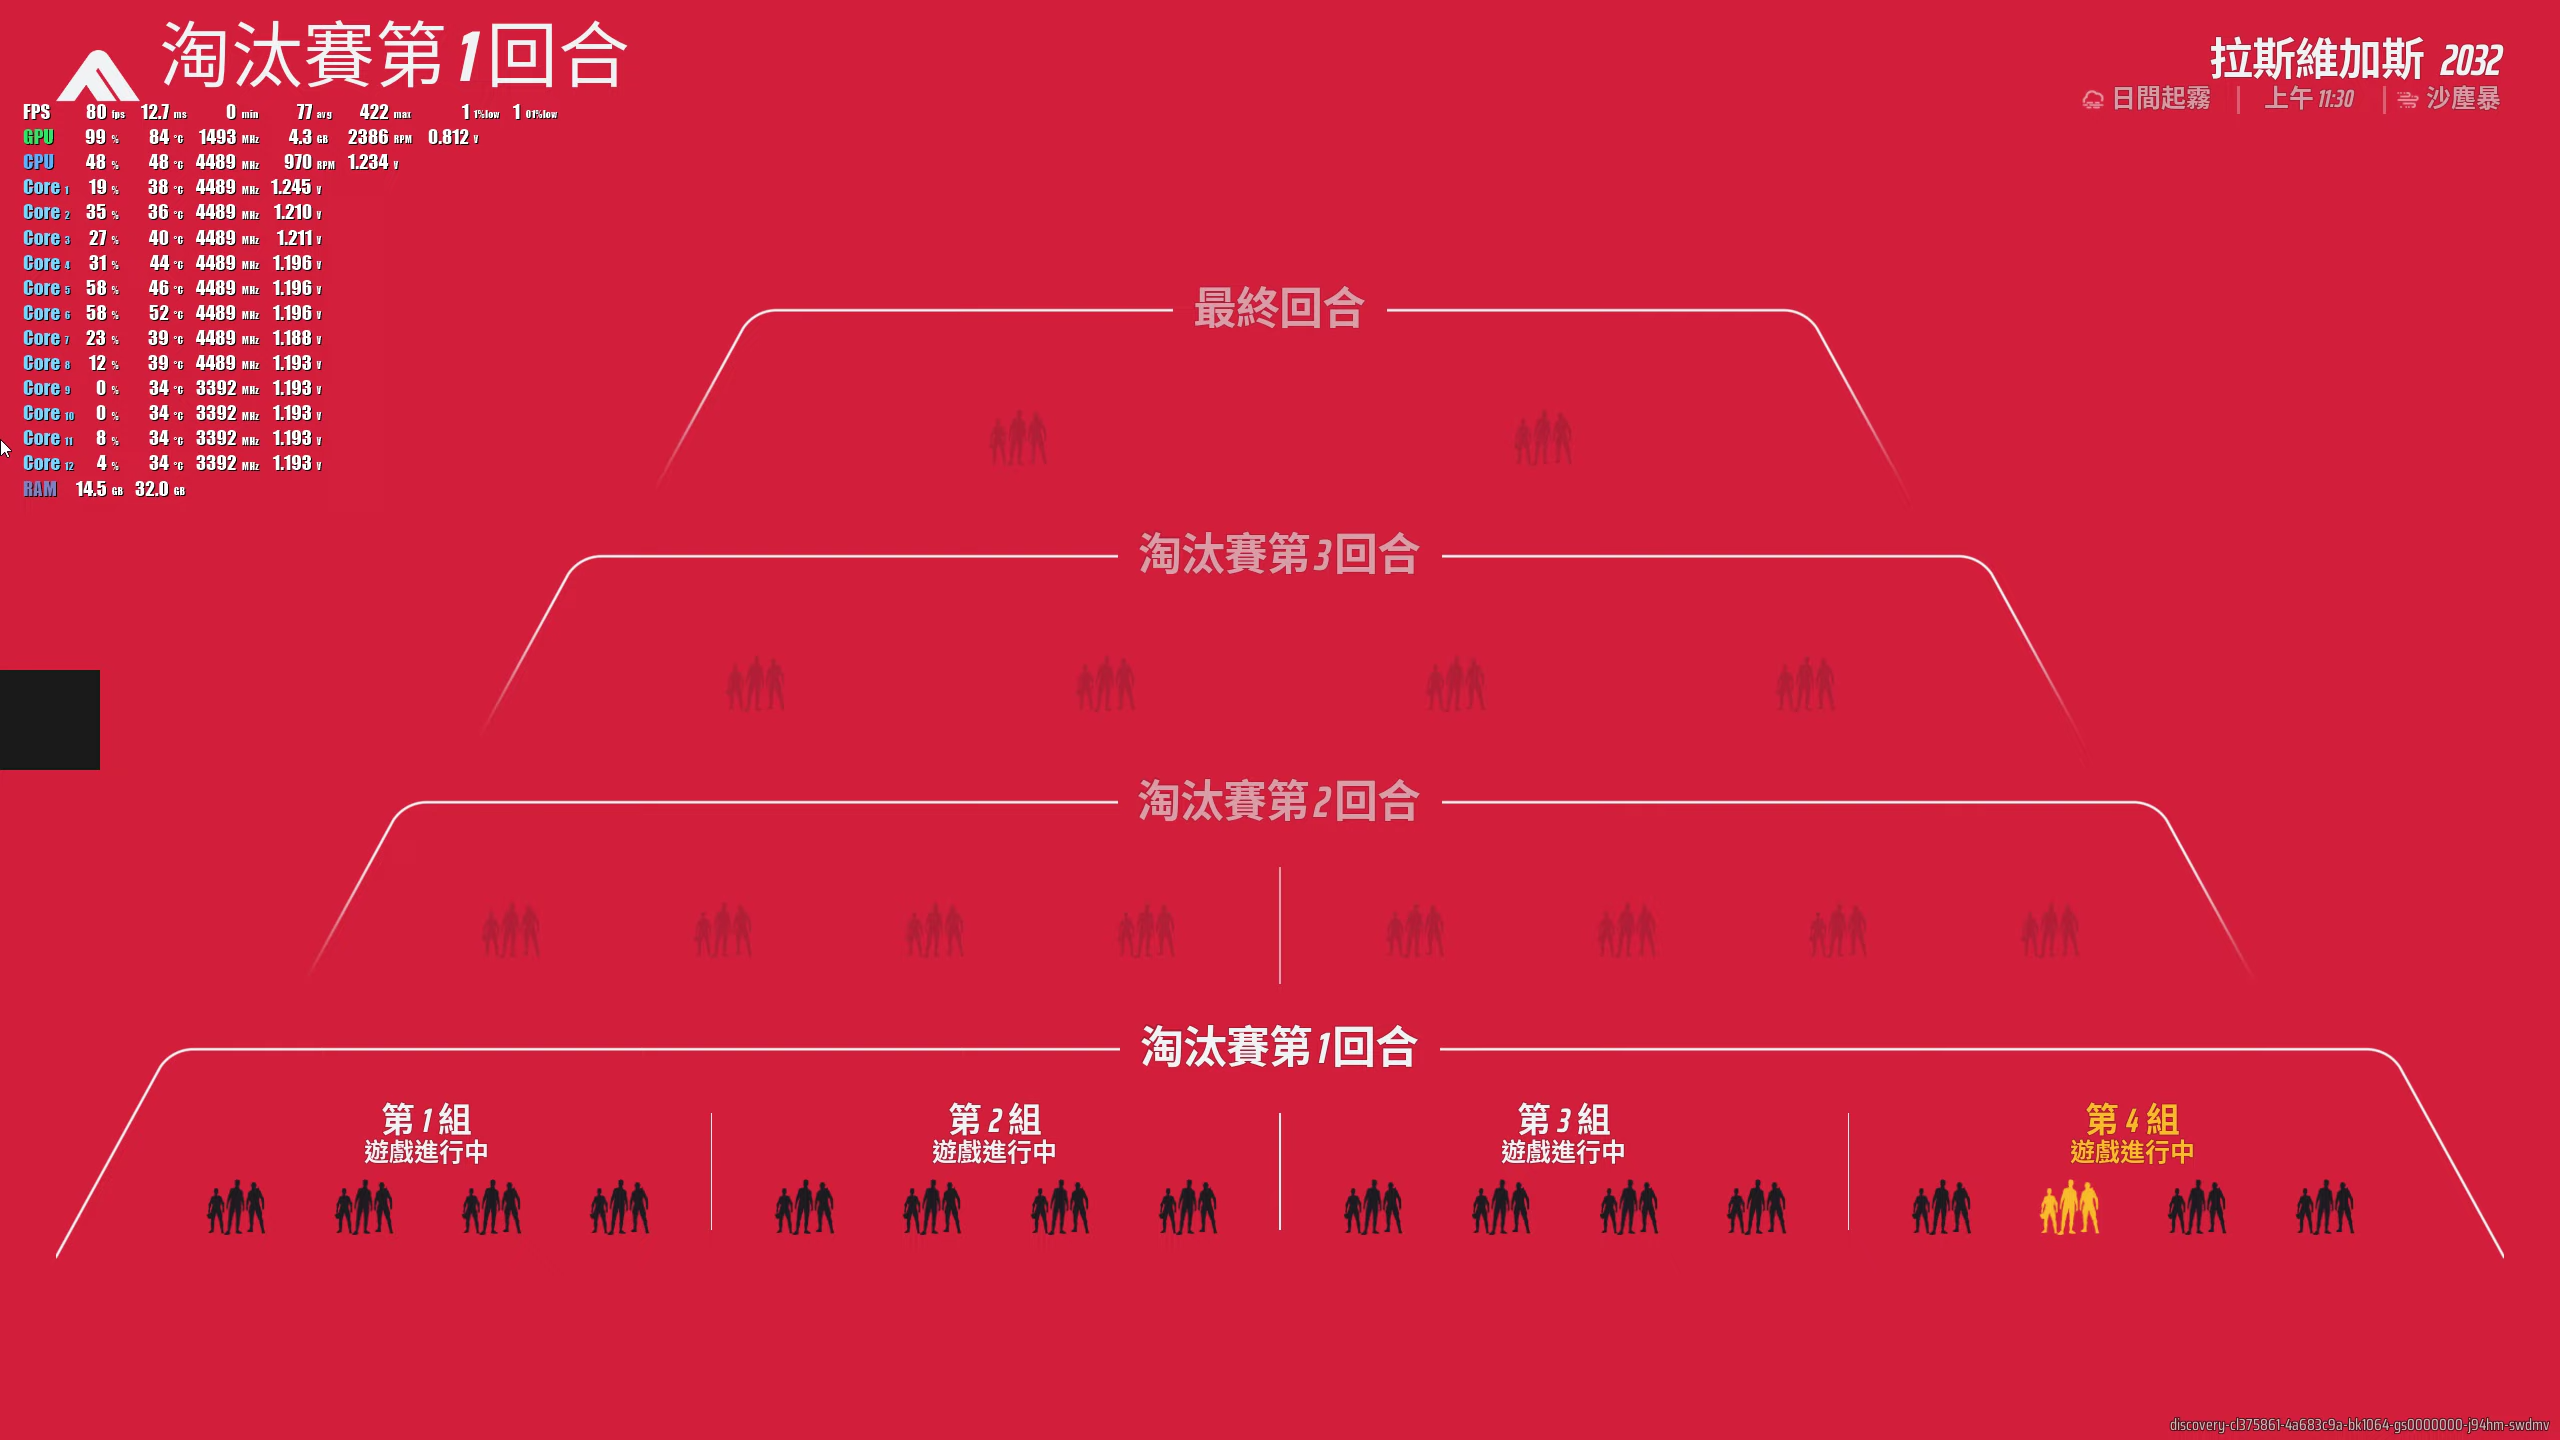 淘汰賽第1回合
拉斯維加斯 2032
日間起霧 | 上午 11:30 | 沙塵暴
FPS 80 fps 12.7 ms 0 min 77 avg 422 max 1 1%low 1 01%low
GPU 99 % 84 °C 1493 MHz 4.3 GB 2386 RPM 0.812 V
CPU 48 % 48 °C 4489 MHz 970 RPM 1.234 V
Core 1 19 % 38 °C 4489 MHz 1.245 V
Core 2 35 % 36 °C 4489 MHz 1.210 V
Core 3 27 % 40 °C 4489 MHz 1.211 V
Core 4 31 % 44 °C 4489 MHz 1.196 V
Core 5 58 % 46 °C 4489 MHz 1.196 V
Core 6 58 % 52 °C 4489 MHz 1.196 V
Core 7 23 % 39 °C 4489 MHz 1.188 V
Core 8 12 % 39 °C 4489 MHz 1.193 V
Core 9 0 % 34 °C 3392 MHz 1.193 V
Core 10 0 % 34 °C 3392 MHz 1.193 V
Core 11 8 % 34 °C 3392 MHz 1.193 V
Core 12 4 % 34 °C 3392 MHz 1.193 V
RAM 14.5 GB 32.0 GB
最終回合
淘汰賽第3回合
淘汰賽第2回合
淘汰賽第1回合
第 1 組
遊戲進行中
第 2 組
遊戲進行中
第 3 組
遊戲進行中
第 4 組
遊戲進行中
discovery-cl375861-4a683c9a-bk1064-gs0000000-j94hm-swdmv